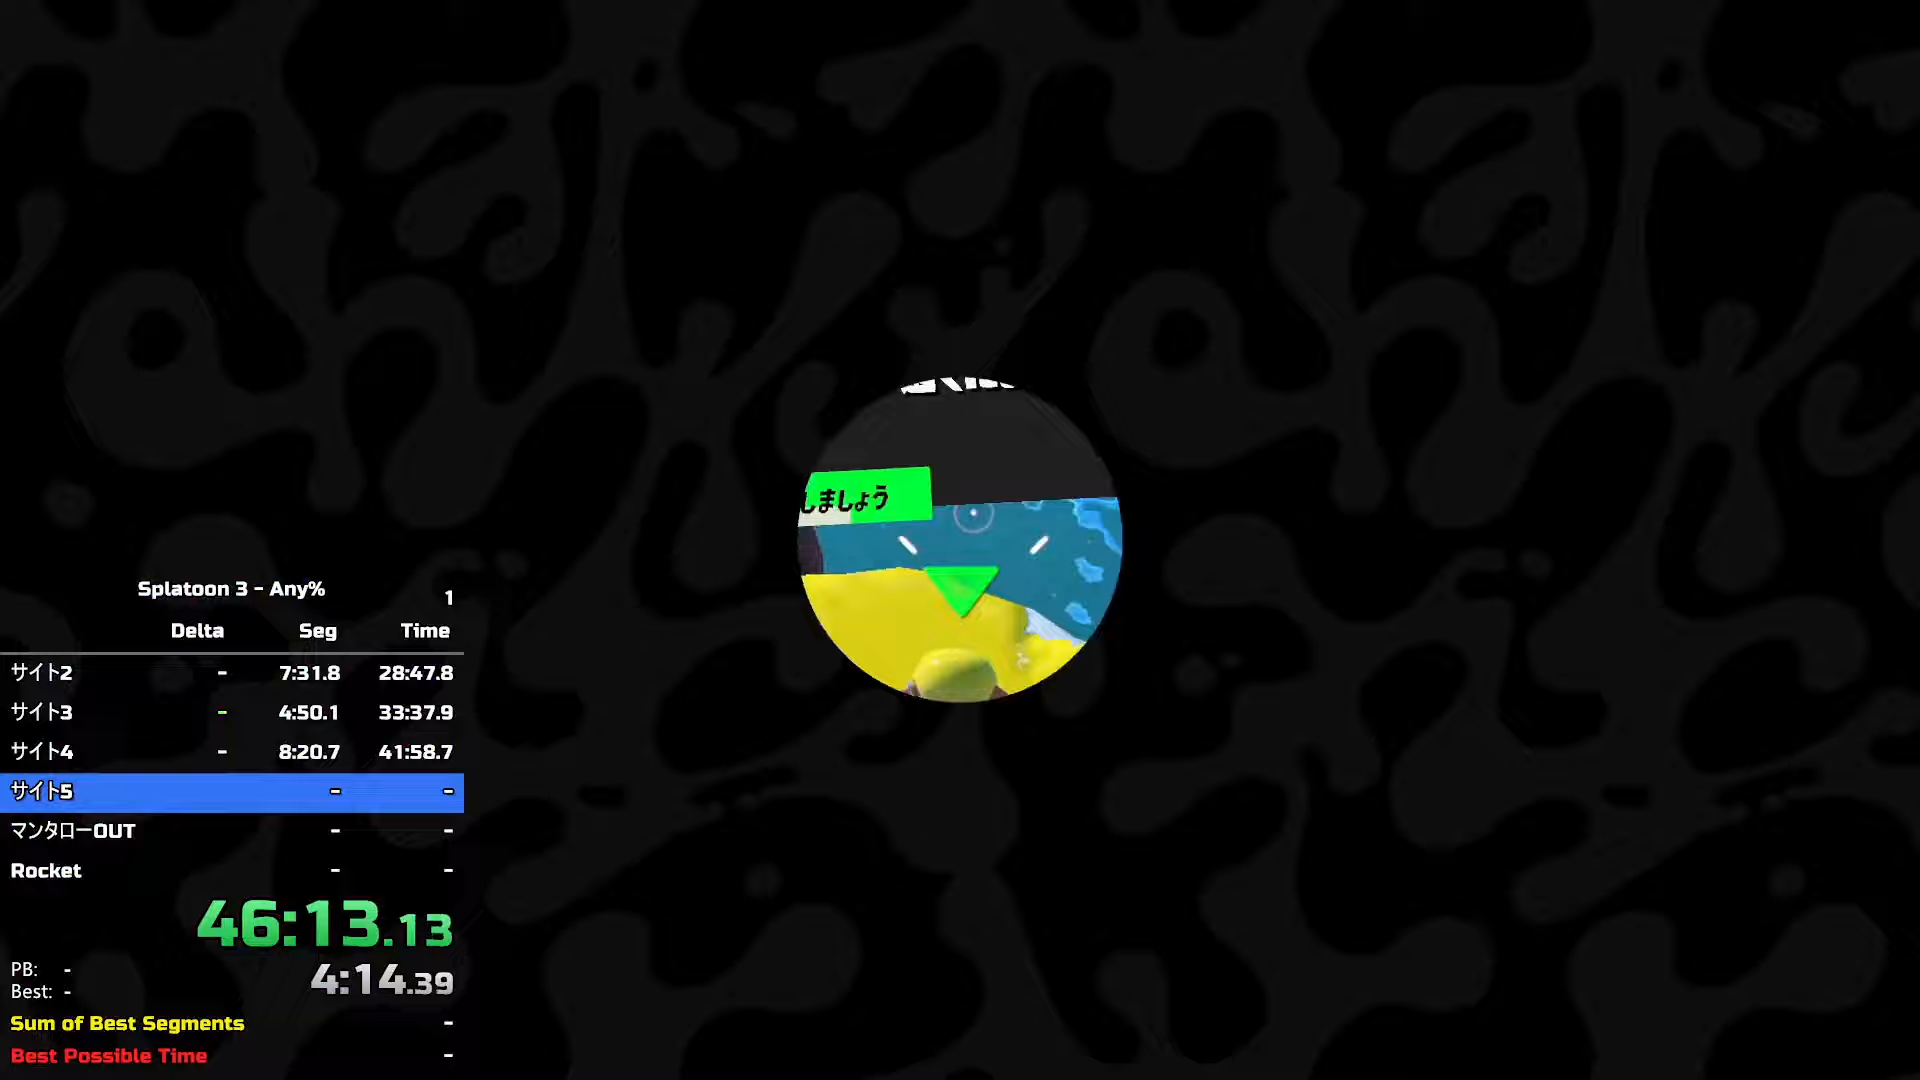 しましょう
Splatoon 3 - Any%
1
Delta Seg Time
サイト2 - 7:31.8 28:47.8
サイト3 - 4:50.1 33:37.9
サイト4 - 8:20.7 41:58.7
サイト5 - -
マンタローOUT - -
Rocket - -
46:13.13
PB: -
4:14.39
Best: -
Sum of Best Segments -
Best Possible Time -